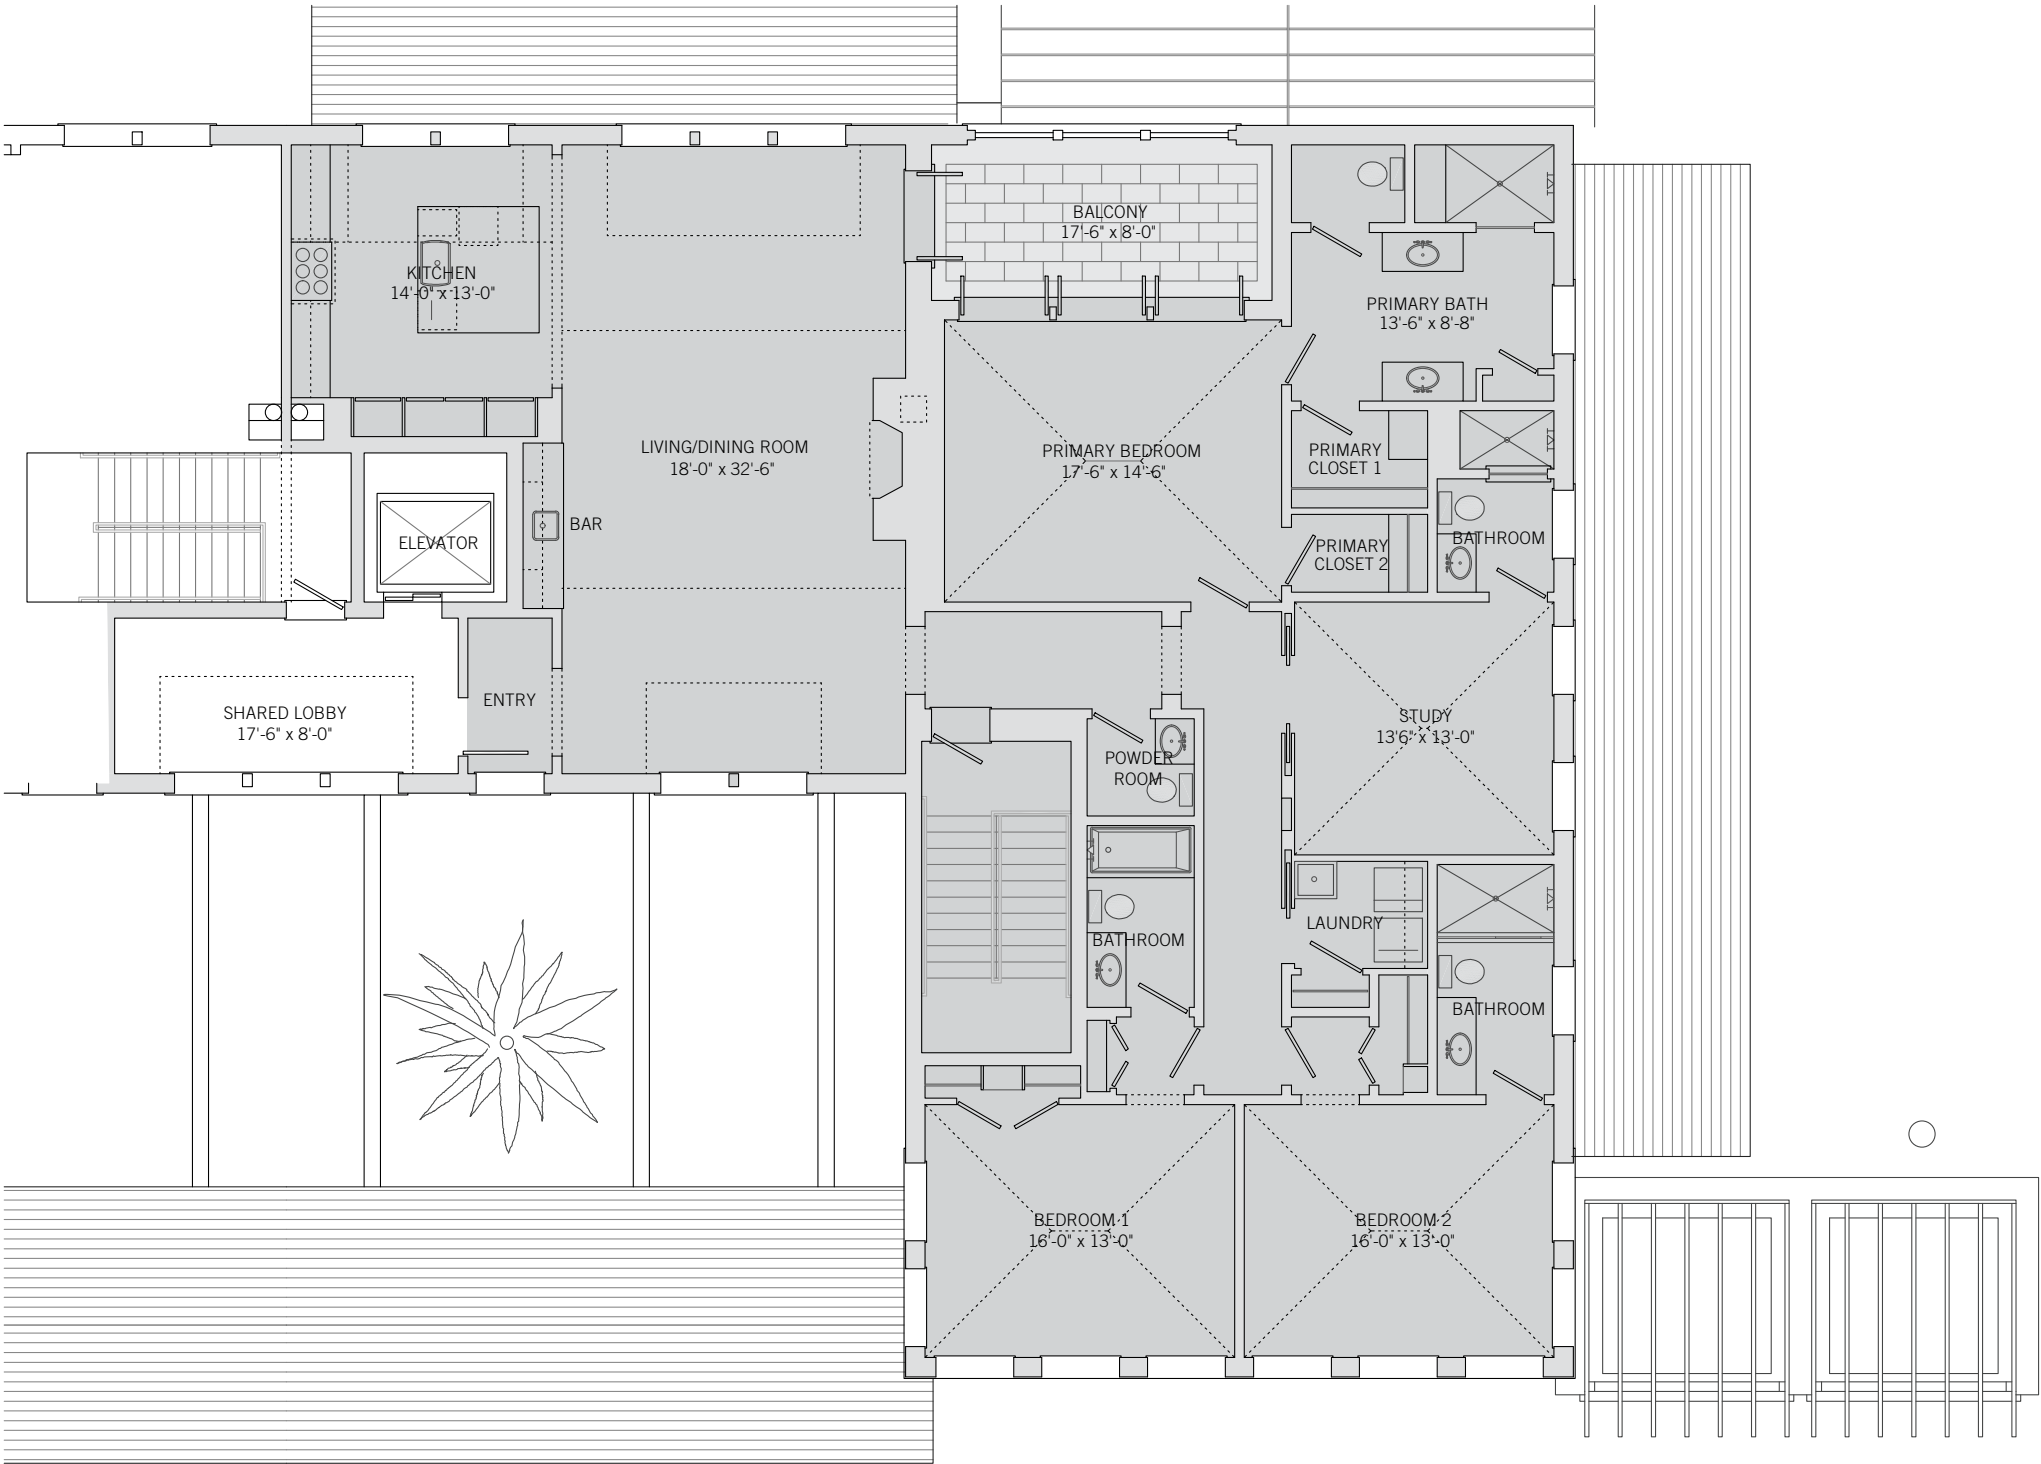 BALCONY
17'-6" x 8'-0"
KITCHEN
14'-0" x 13'-0"
PRIMARY BATH
13'-6" x 8'-8"
LIVING/DINING ROOM
18'-0" x 32'-6"
PRIMARY BEDROOM
17'-6" x 14'-6"
PRIMARY
CLOSET 1
BAR
ELEVATOR
BATHROOM
PRIMARY
CLOSET 2
ENTRY
SHARED LOBBY
17'-6" x 8'-0"
STUDY
13'6" x 13'-0"
POWDER
ROOM
LAUNDRY
BATHROOM
BATHROOM
BEDROOM 1
16'-0" x 13'-0"
BEDROOM 2
16'-0" x 13'-0"